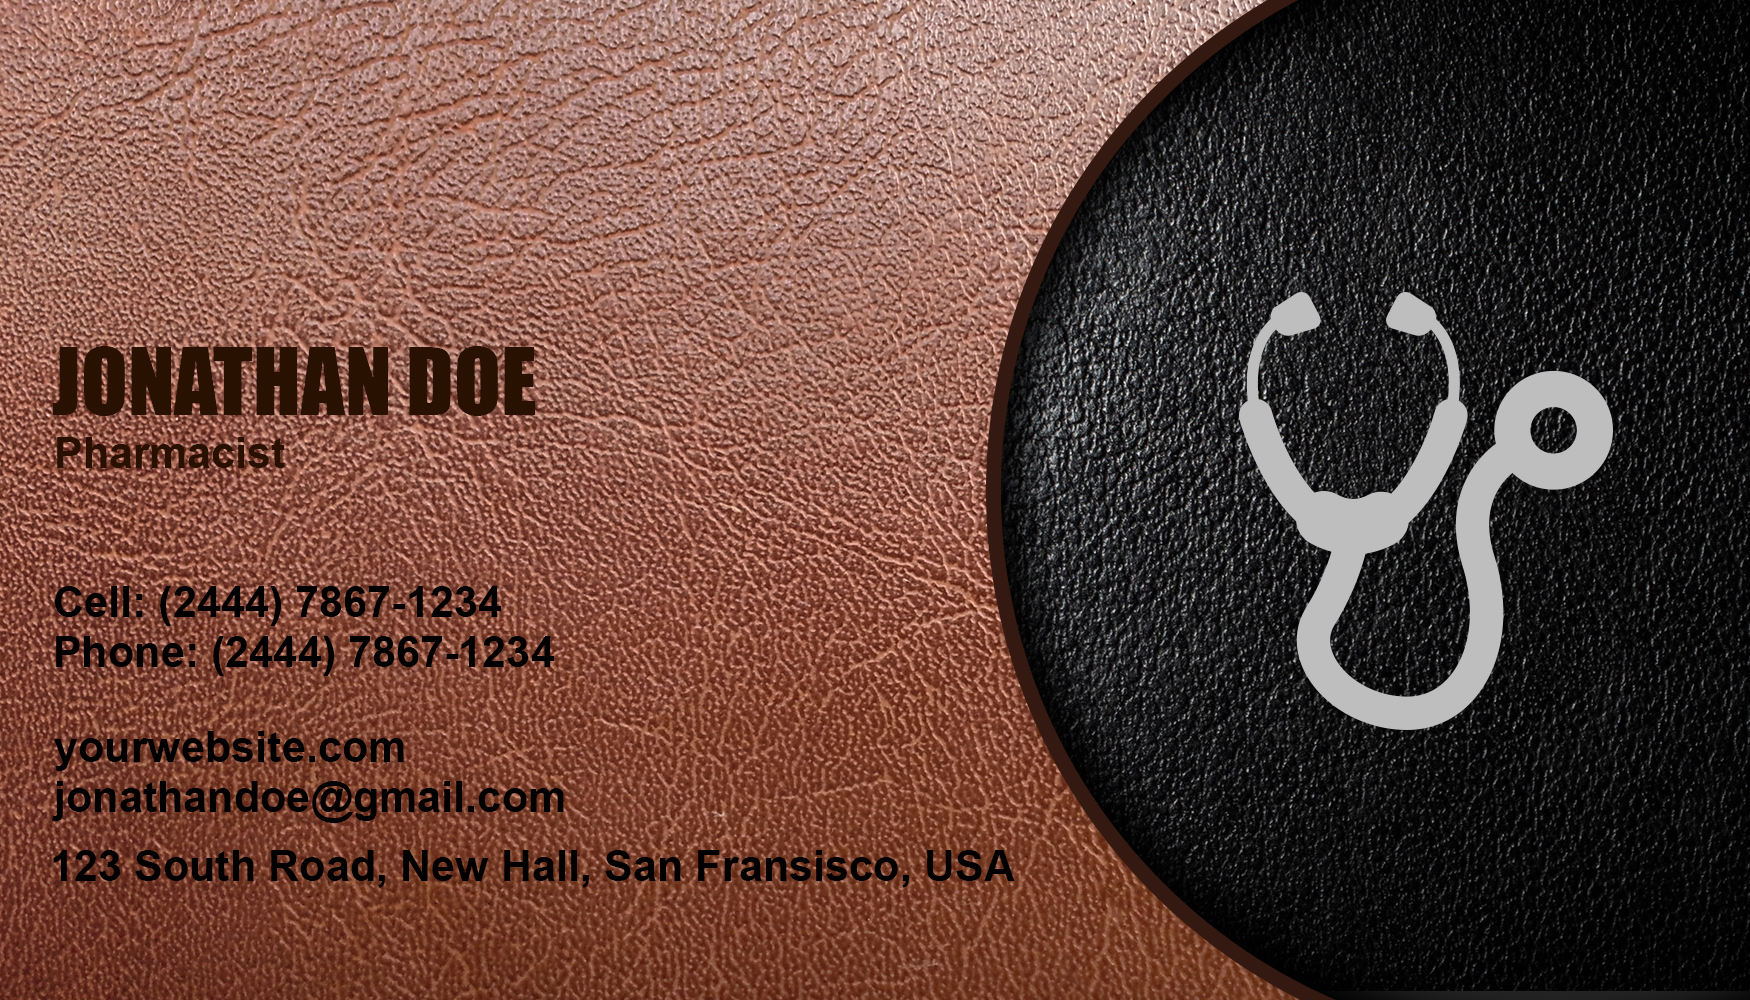 JONATHAN DOE
Pharmacist
Cell: (2444) 7867-1234
Phone: (2444) 7867-1234
yourwebsite.com
jonathandoe@gmail.com
123 South Road, New Hall, San Fransisco, USA